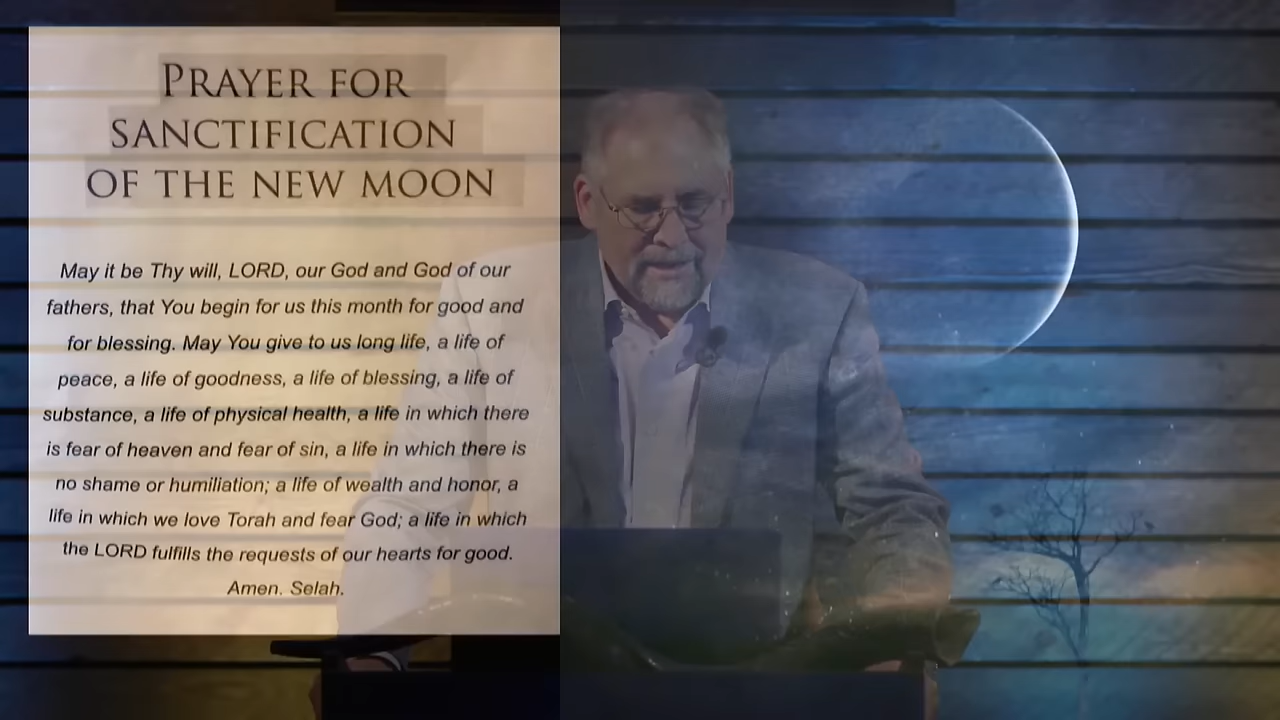 PRAYER FOR
SANCTIFICATION
OF THE NEW MOON
May it be Thy will, LORD, our God and God of our
fathers, that You begin for us this month for good and
for blessing. May You give to us long life, a life of
peace, a life of goodness, a life of blessing, a life of
substance, a life of physical health, a life in which there
is fear of heaven and fear of sin, a life in which there is
no shame or humiliation; a life of wealth and honor, a
life in which we love Torah and fear God; a life in which
the LORD fulfills the requests of our hearts for good.
Amen. Selah.